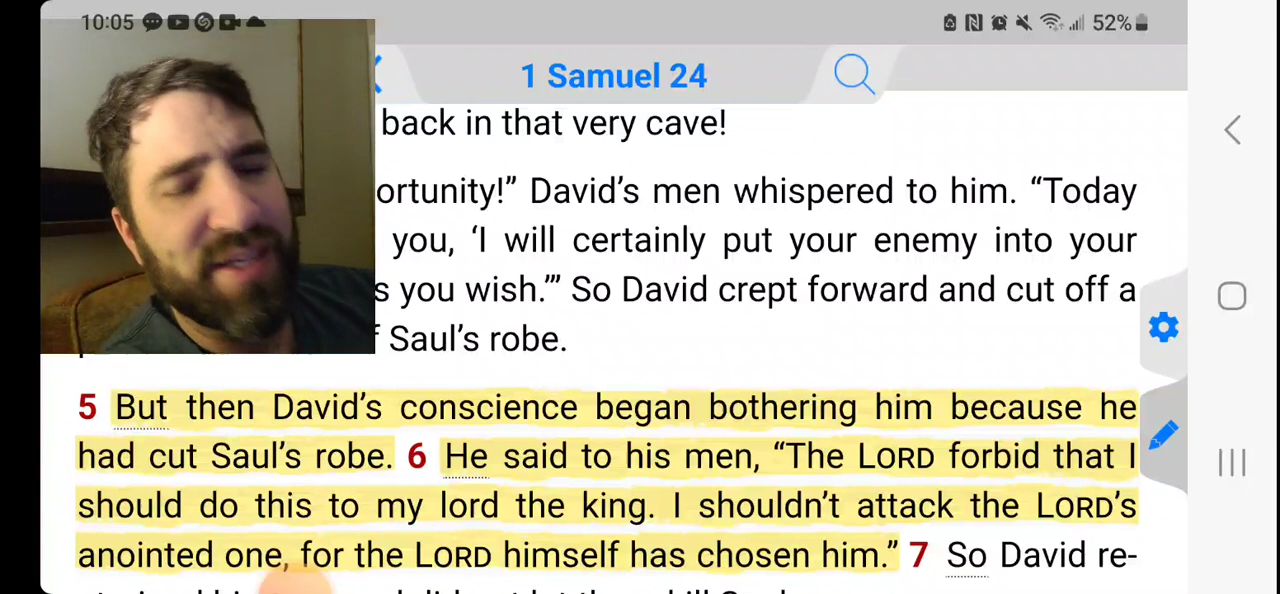 10:05
52%
1 Samuel 24
back in that very cave!
ortunity!” David’s men whispered to him. “Today
you, ‘I will certainly put your enemy into your
s you wish.’” So David crept forward and cut off a
f Saul’s robe.
5 But then David’s conscience began bothering him because he
had cut Saul’s robe. 6 He said to his men, “The LORD forbid that I
should do this to my lord the king. I shouldn’t attack the LORD’s
anointed one, for the LORD himself has chosen him.” 7 So David re-